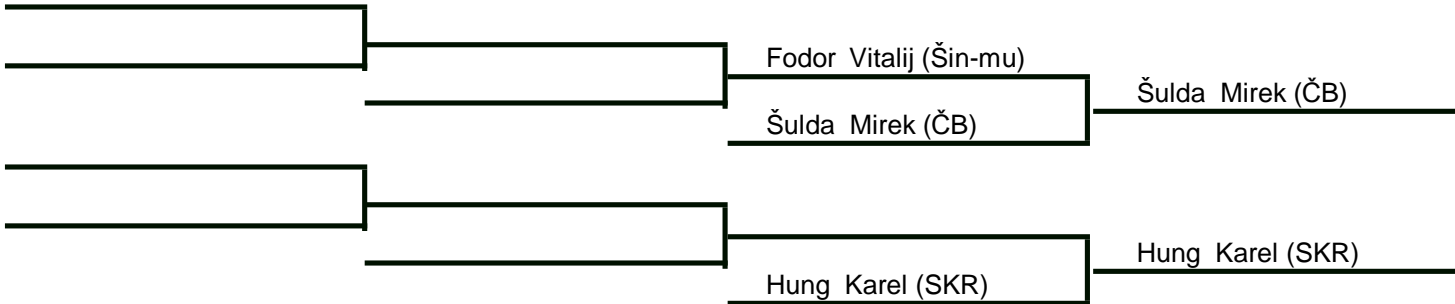 Fodor Vitalij (Šin-mu)
Šulda Mirek (ČB)
Šulda Mirek (ČB)
Hung Karel (SKR)
Hung Karel (SKR)